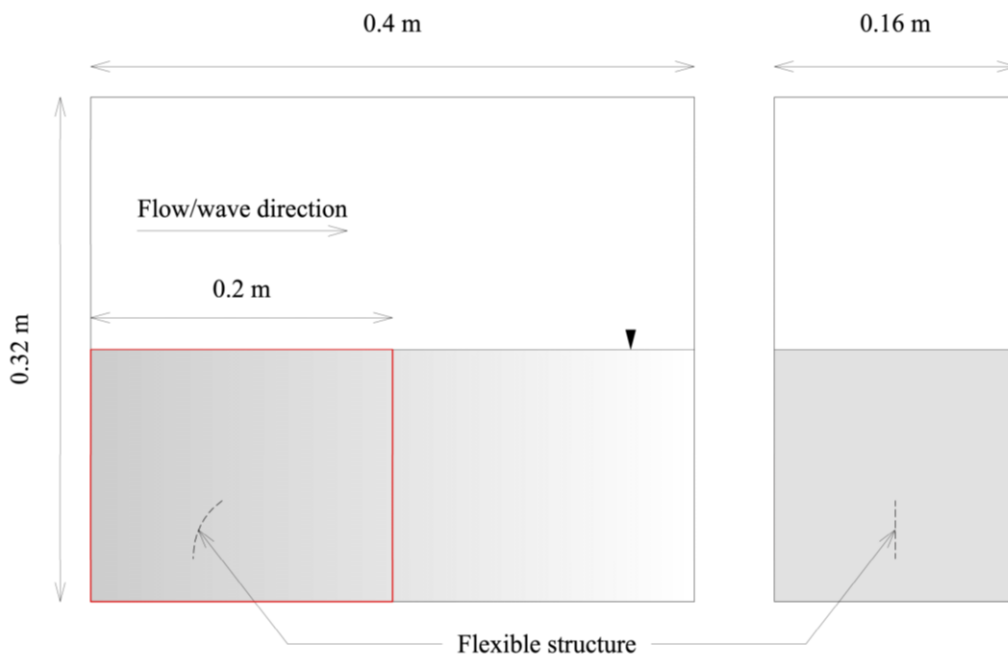 0.4 m
0.16 m
Flow/wave direction
0.2 m
0.32 m
Flexible structure